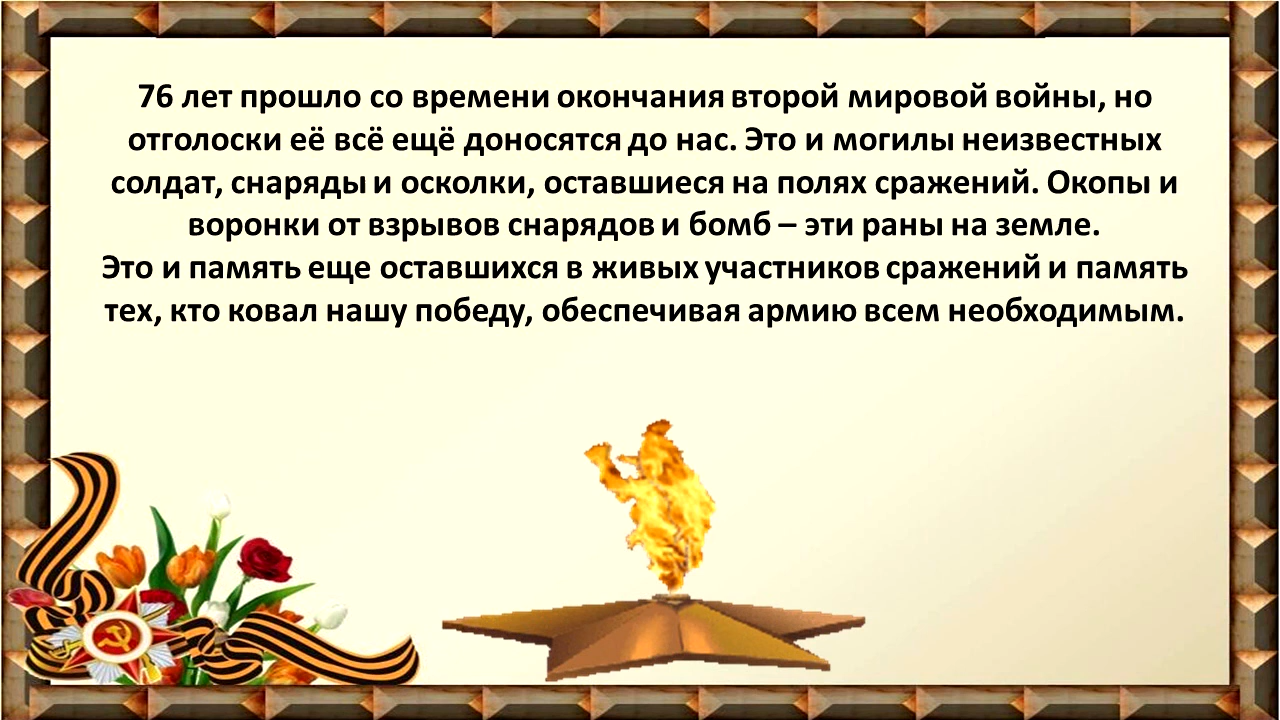 76 лет прошло со времени окончания второй мировой войны, но
отголоски её всё ещё доносятся до нас. Это и могилы неизвестных
солдат, снаряды и осколки, оставшиеся на полях сражений. Окопы и
воронки от взрывов снарядов и бомб – эти раны на земле.
Это и память еще оставшихся в живых участников сражений и память
тех, кто ковал нашу победу, обеспечивая армию всем необходимым.